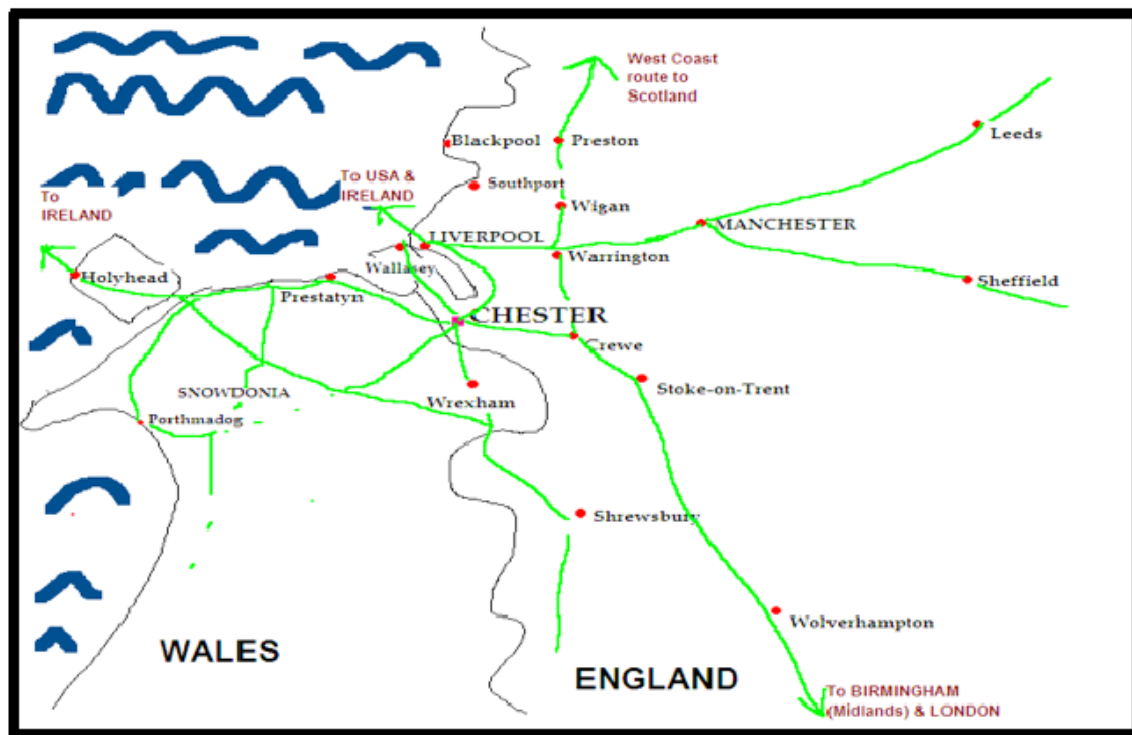 West Coast
route to
Scotland
Blackpool
Preston
Leeds
To USA &
IRELAND
Southport
To
IRELAND
Wigan
LIVERPOOL
MANCHESTER
Wallasey
Warrington
Holyhead
Prestatyn
Sheffield
CHESTER
Crewe
SNOWDONIA
Stoke-on-Trent
Wrexham
Porthmadog
Shrewsbury
Wolverhampton
WALES
ENGLAND
To BIRMINGHAM
(Midlands) & LONDON